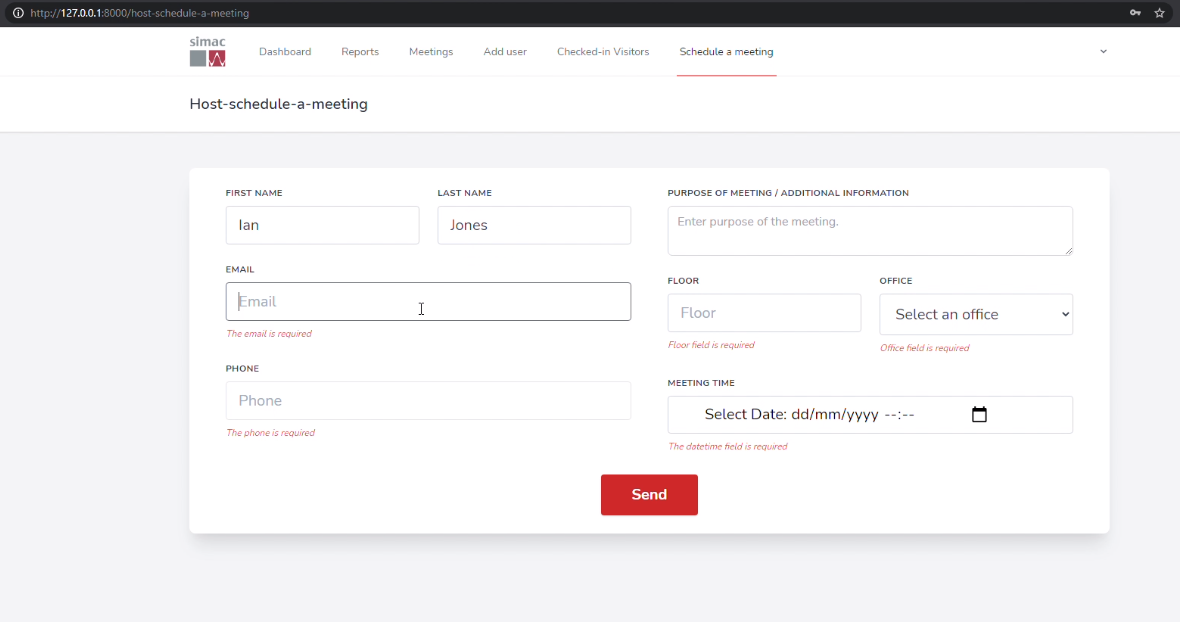 http://127.0.0.1:8000/host-schedule-a-meeting
simac
Dashboard Reports Meetings Add user Checked-in Visitors Schedule a meeting
Host-schedule-a-meeting
FIRST NAME LAST NAME
Ian Jones
EMAIL
Email
The email is required
PHONE
Phone
The phone is required
PURPOSE OF MEETING / ADDITIONAL INFORMATION
Enter purpose of the meeting.
FLOOR OFFICE
Floor Select an office
Floor field is required Office field is required
MEETING TIME
Select Date: dd/mm/yyyy --:--
The datetime field is required
Send